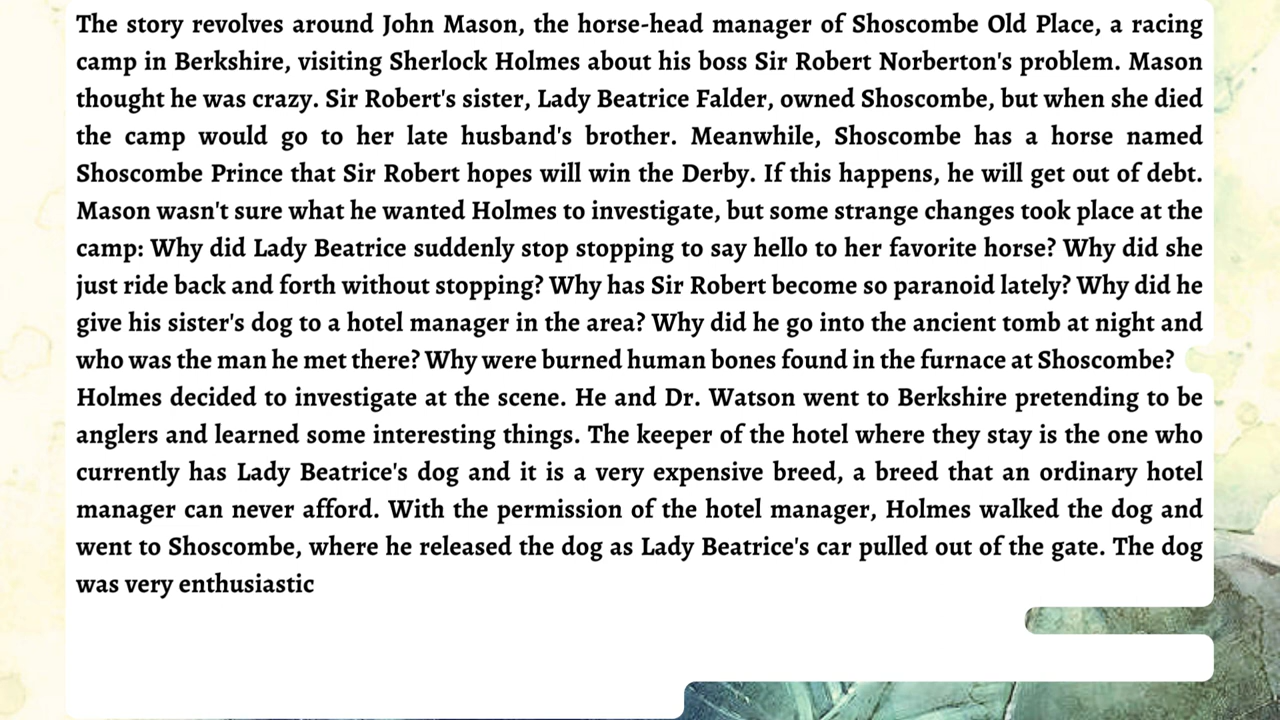 The story revolves around John Mason, the horse-head manager of Shoscombe Old Place, a racing
camp in Berkshire, visiting Sherlock Holmes about his boss Sir Robert Norberton's problem. Mason
thought he was crazy. Sir Robert's sister, Lady Beatrice Falder, owned Shoscombe, but when she died
the camp would go to her late husband's brother. Meanwhile, Shoscombe has a horse named
Shoscombe Prince that Sir Robert hopes will win the Derby. If this happens, he will get out of debt.
Mason wasn't sure what he wanted Holmes to investigate, but some strange changes took place at the
camp: Why did Lady Beatrice suddenly stop stopping to say hello to her favorite horse? Why did she
just ride back and forth without stopping? Why has Sir Robert become so paranoid lately? Why did he
give his sister's dog to a hotel manager in the area? Why did he go into the ancient tomb at night and
who was the man he met there? Why were burned human bones found in the furnace at Shoscombe?
Holmes decided to investigate at the scene. He and Dr. Watson went to Berkshire pretending to be
anglers and learned some interesting things. The keeper of the hotel where they stay is the one who
currently has Lady Beatrice's dog and it is a very expensive breed, a breed that an ordinary hotel
manager can never afford. With the permission of the hotel manager, Holmes walked the dog and
went to Shoscombe, where he released the dog as Lady Beatrice's car pulled out of the gate. The dog
was very enthusiastic